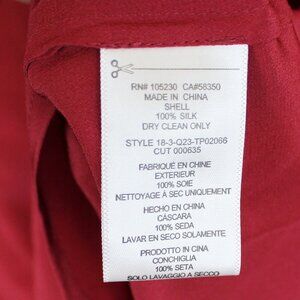 RN# 105230 CA#58350
MADE IN CHINA
SHELL
100% SILK
DRY CLEAN ONLY
STYLE 18-3-Q23-TP02066
CUT 000635
FABRIQUÉ EN CHINE
EXTERIEUR
100% SOIE
NETTOYAGE À SEC UNIQUEMENT
HECHO EN CHINA
CÁSCARA
100% SEDA
LAVAR EN SECO SOLAMENTE
PRODOTTO IN CINA
CONCHIGLIA
100% SETA
SOLO LAVAGGIO A SECCO